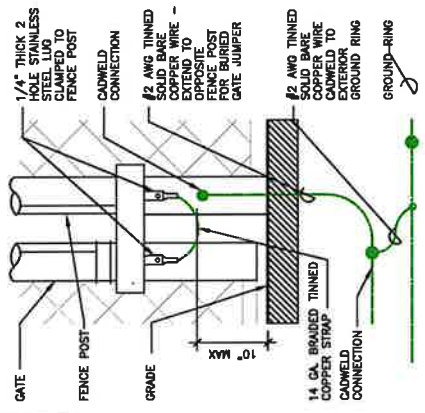 1/4" THICK 2
HOLE STAINLESS
STEEL LUG
CLAMPED TO
FENCE POST
CADWELD
CONNECTION
#2 AWG TINNED
SOLID BARE
COPPER WIRE -
EXTEND TO
OPPOSITE
FENCE POST
FOR BURIED
GATE JUMPER
#2 AWG TINNED
SOLID BARE
COPPER WIRE
CADWELD TO
EXTERIOR
GROUND RING
GROUND RING
GATE
FENCE POST
GRADE
10" MAX
14 GA. BRAIDED TINNED
COPPER STRAP
CADWELD
CONNECTION